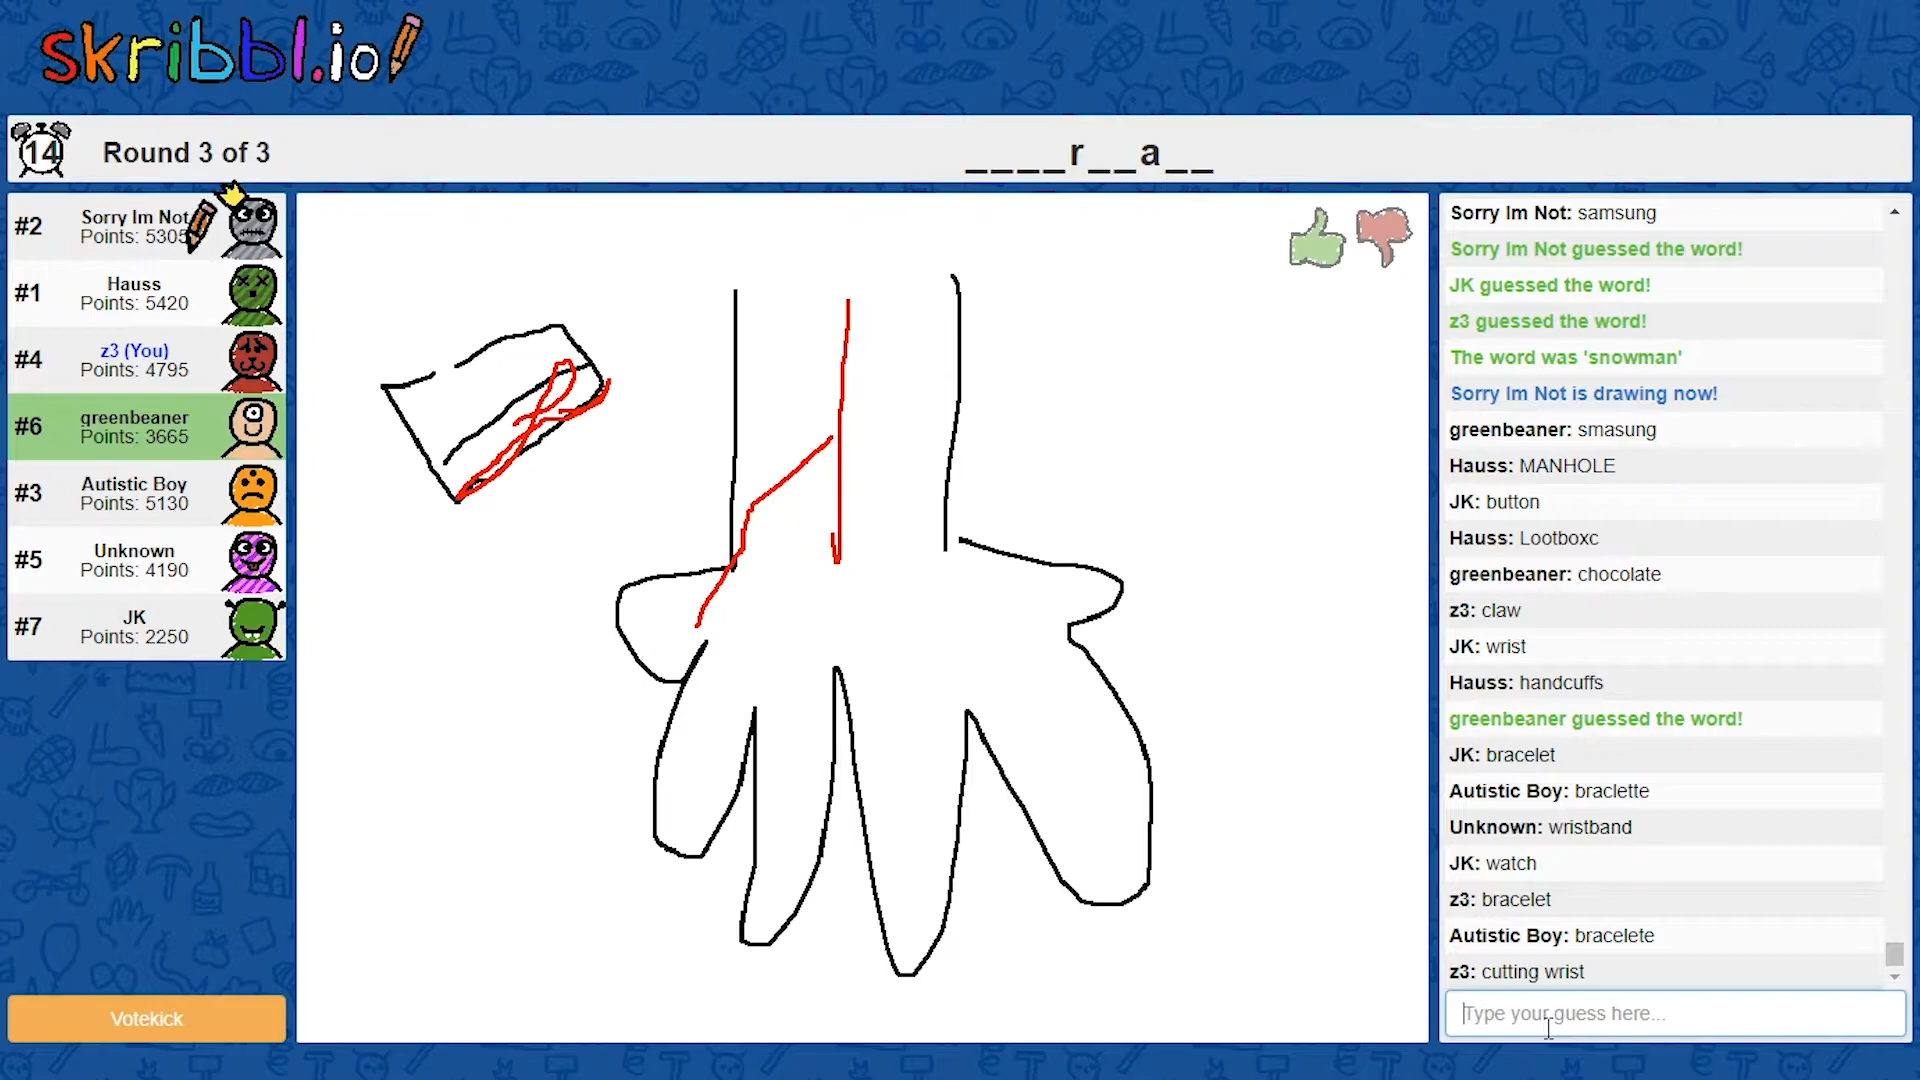 skribbl.io
14
Round 3 of 3
____r__a__
#2 Sorry Im Not
Points: 5305
#1 Hauss
Points: 5420
#4 z3 (You)
Points: 4795
#6 greenbeaner
Points: 3665
#3 Autistic Boy
Points: 5130
#5 Unknown
Points: 4190
#7 JK
Points: 2250
Votekick
Sorry Im Not: samsung
Sorry Im Not guessed the word!
JK guessed the word!
z3 guessed the word!
The word was 'snowman'
Sorry Im Not is drawing now!
greenbeaner: smasung
Hauss: MANHOLE
JK: button
Hauss: Lootboxc
greenbeaner: chocolate
z3: claw
JK: wrist
Hauss: handcuffs
greenbeaner guessed the word!
JK: bracelet
Autistic Boy: braclette
Unknown: wristband
JK: watch
z3: bracelet
Autistic Boy: bracelete
z3: cutting wrist
Type your guess here...